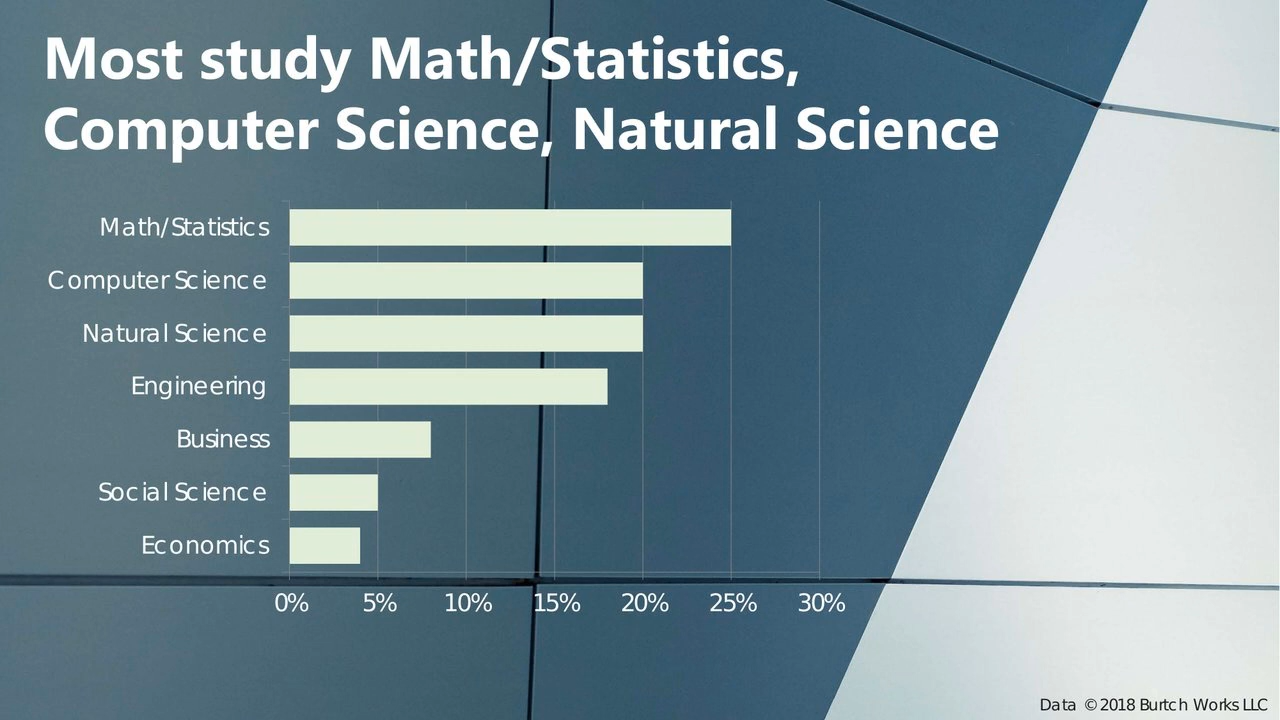 Most study Math/Statistics,
Computer Science, Natural Science
Math/Statistics
Computer Science
Natural Science
Engineering
Business
Social Science
Economics
0% 5% 10% 15% 20% 25% 30%
Data © 2018 Burtch Works LLC